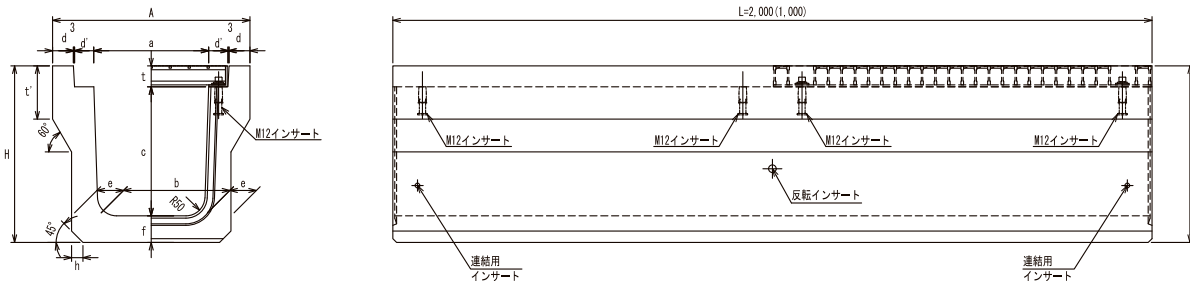 A
3
3
d
d'
a
d'
d
t
t'
60°
M12インサート
H
c
e
b
e
R50
45°
f
h
L=2,000(1,000)
M12インサート
M12インサート
M12インサート
M12インサート
反転インサート
連結用
インサート
連結用
インサート